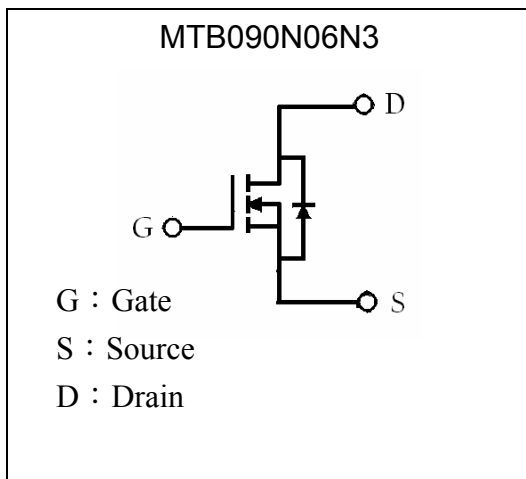 MTB090N06N3
D
G
S
G：Gate
S：Source
D：Drain